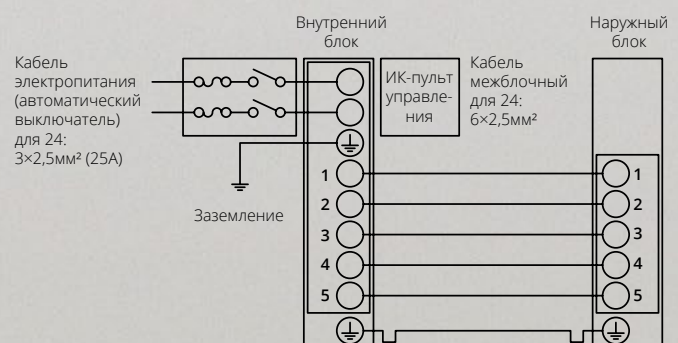 Внутренний
блок
Наружный
блок
Кабель
электропитания
(автоматический
выключатель)
для 24:
3×2,5мм² (25А)
ИК-пульт
управле-
ния
Кабель
межблочный
для 24:
6×2,5мм²
Заземление
1
2
3
4
5
1
2
3
4
5